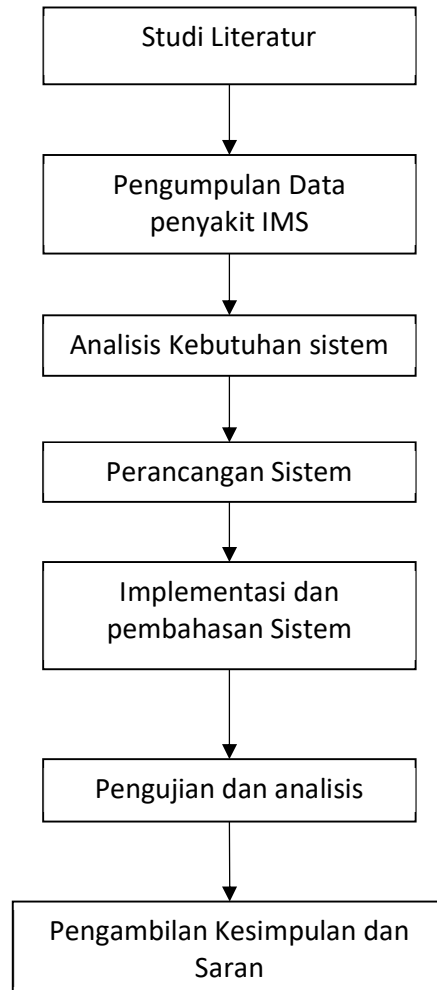 Studi Literatur
Pengumpulan Data
penyakit IMS
Analisis Kebutuhan sistem
Perancangan Sistem
Implementasi dan
pembahasan Sistem
Pengujian dan analisis
Pengambilan Kesimpulan dan
Saran